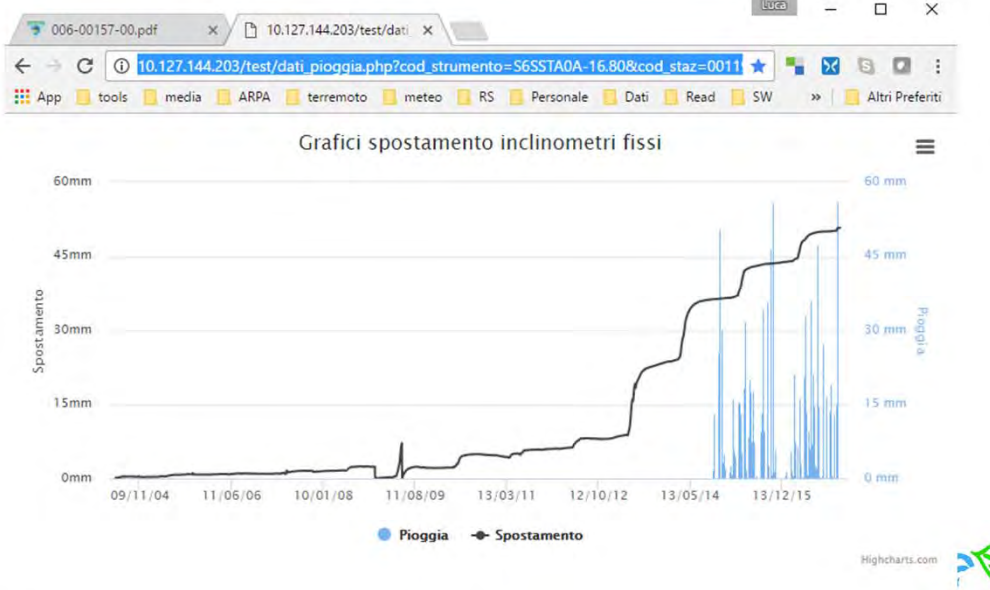 Luca
006-00157-00.pdf
10.127.144.203/test/dati
10.127.144.203/test/dati_pioggia.php?cod_strumento=S6SSTA0A-16.80&cod_staz=0011
App tools media ARPA terremoto meteo RS Personale Dati Read SW » Altri Preferiti
Grafici spostamento inclinometri fissi
60mm 60 mm
45mm 45 mm
30mm 30 mm
15mm 15 mm
0mm 0 mm
Spostamento
Pioggia
09/11/04 11/06/06 10/01/08 11/08/09 13/03/11 12/10/12 13/05/14 13/12/15
Pioggia Spostamento
Highcharts.com